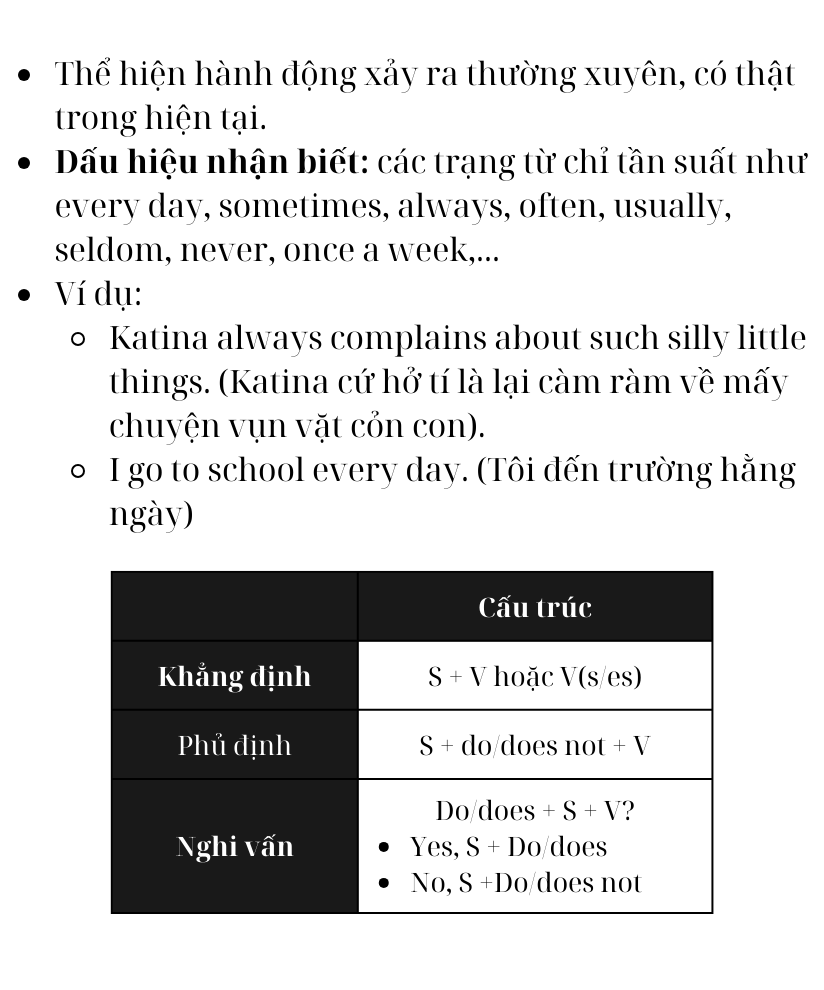 Thể hiện hành động xảy ra thường xuyên, có thật
trong hiện tại.
Dấu hiệu nhận biết: các trạng từ chỉ tần suất như
every day, sometimes, always, often, usually,
seldom, never, once a week,...
Ví dụ:
Katina always complains about such silly little
things. (Katina cứ hở tí là lại càm ràm về mấy
chuyện vụn vặt cỏn con).
I go to school every day. (Tôi đến trường hằng
ngày)
Cấu trúc
Khẳng định
S + V hoặc V(s/es)
Phủ định
S + do/does not + V
Nghi vấn
Do/does + S + V?
Yes, S + Do/does
No, S +Do/does not